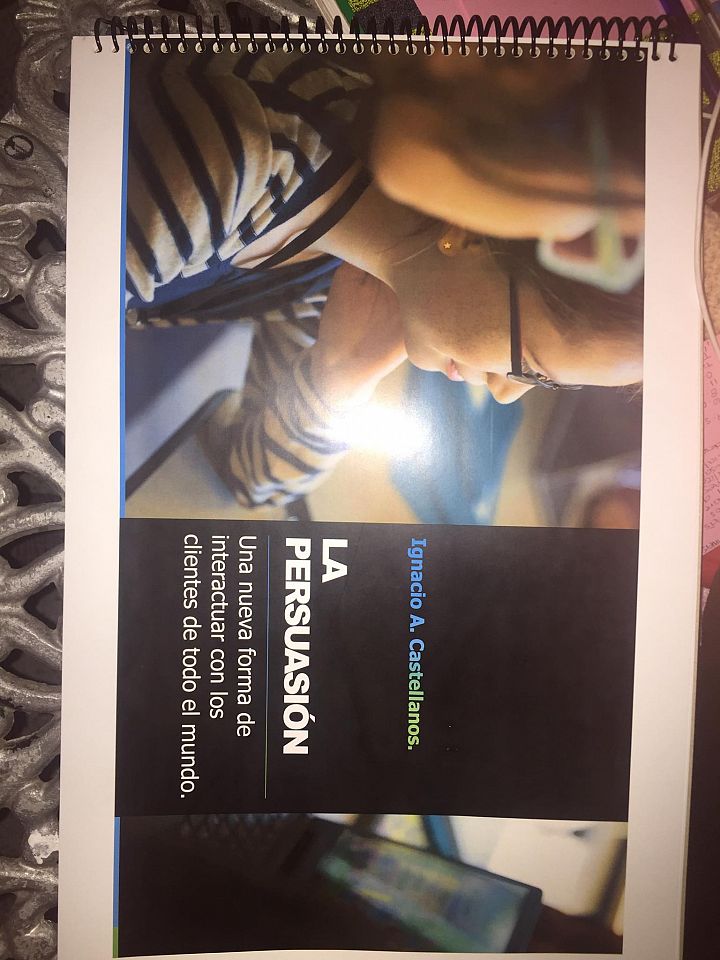 Ignacio A. Castellanos.
LA
PERSUASIÓN
Una nueva forma de
interactuar con los
clientes de todo el mundo.